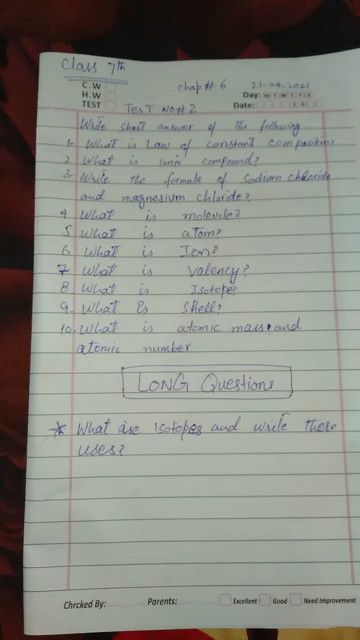 Class 7th
C.W chap # 6 21-04-2021
H.W Day: M T W T F S
TEST TesT No# 2 Date:
Write short answer of the following
1- What is Law of constant composition?
2 What is Ionic compound?
3- Write the formula of Sodium chloride
and magnesium chloride?
4 What is molecule?
5 What is atom?
6 What is Ion?
7 What is Valency?
8 What is Isotope?
9. What is Shell?
10. What is atomic mass and
atomic number
LONG Questions
* What are isotopes and write there
uses?
Chrcked By: Parents: Excellent Good Need Improvement